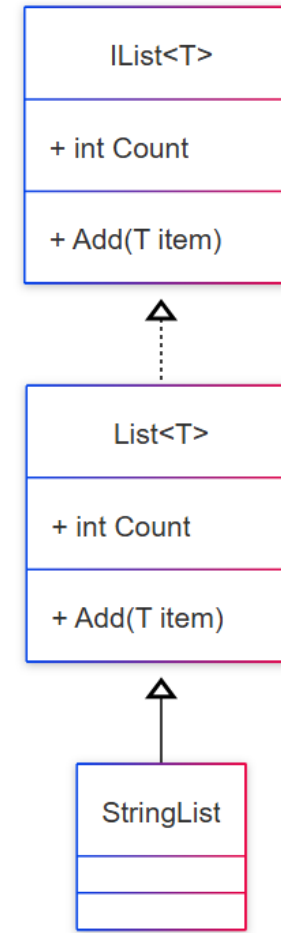 IList<T>
+ int Count
+ Add(T item)
List<T>
+ int Count
+ Add(T item)
StringList